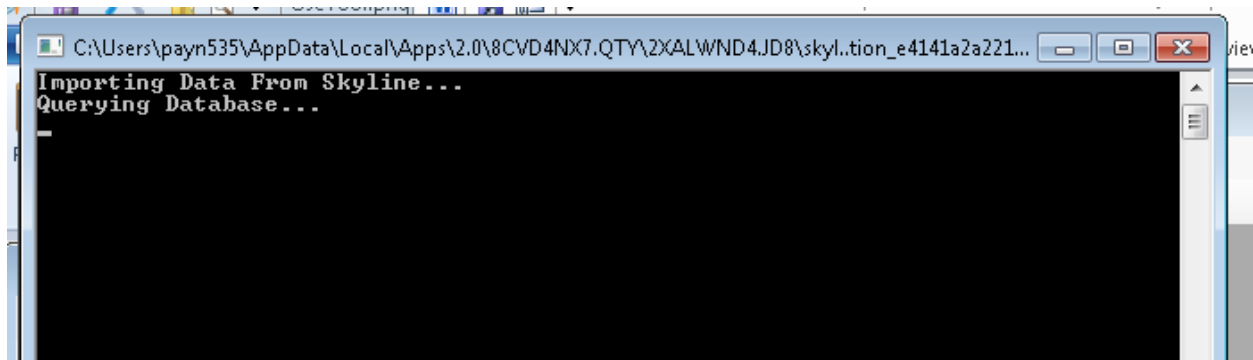 C:\Users\payn535\AppData\Local\Apps\2.0\8CVD4NX7.QTY\2XALWND4.JD8\skyl..tion_e4141a2a221...
Importing Data From Skyline...
Querying Database...